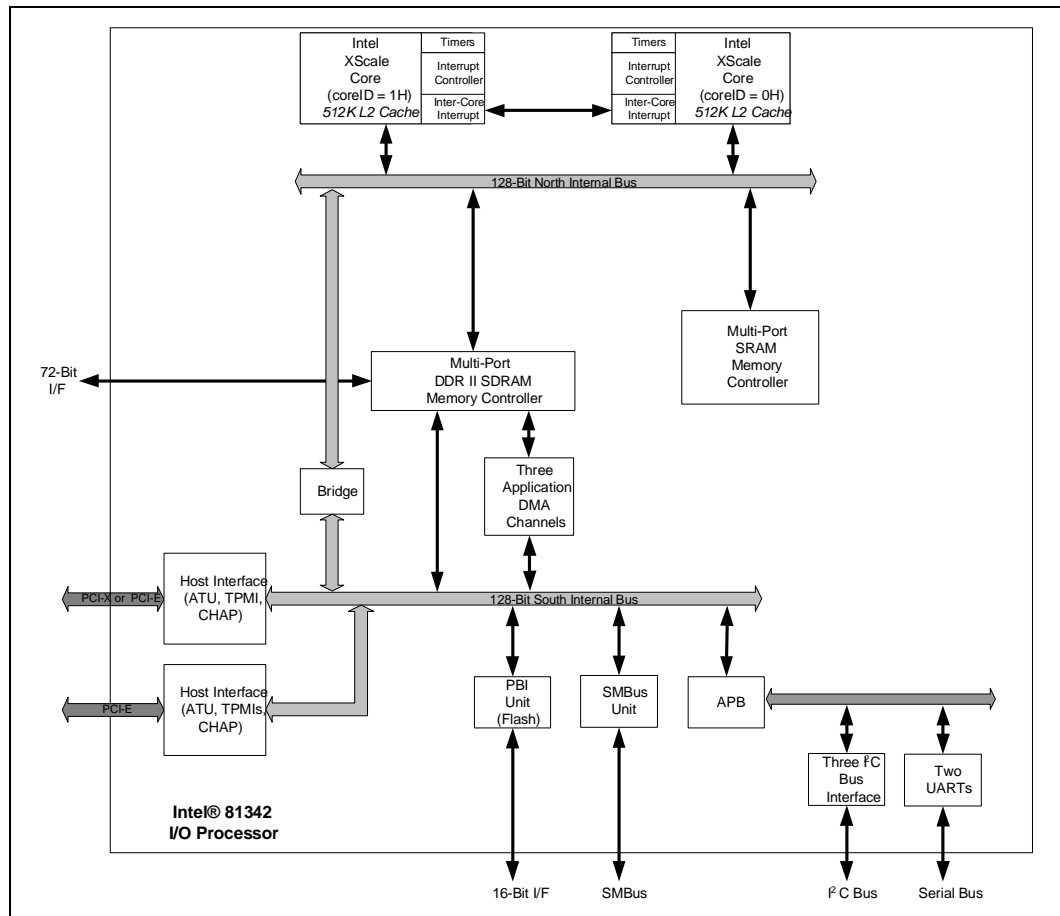 Intel
XScale
Core
(coreID = 1H)
512K L2 Cache
Timers
Interrupt
Controller
Inter-Core
Interrupt
Timers
Interrupt
Controller
Inter-Core
Interrupt
Intel
XScale
Core
(coreID = 0H)
512K L2 Cache
128-Bit North Internal Bus
Multi-Port
DDR II SDRAM
Memory Controller
Multi-Port
SRAM
Memory
Controller
72-Bit
I/F
Bridge
Three
Application
DMA
Channels
PCI-X or PCI-E
Host Interface
(ATU, TPMI,
CHAP)
128-Bit South Internal Bus
PCI-E
Host Interface
(ATU, TPMIs,
CHAP)
PBI
Unit
(Flash)
SMBus
Unit
APB
Three I²C
Bus
Interface
Two
UARTs
Intel® 81342
I/O Processor
16-Bit I/F
SMBus
I² C Bus
Serial Bus